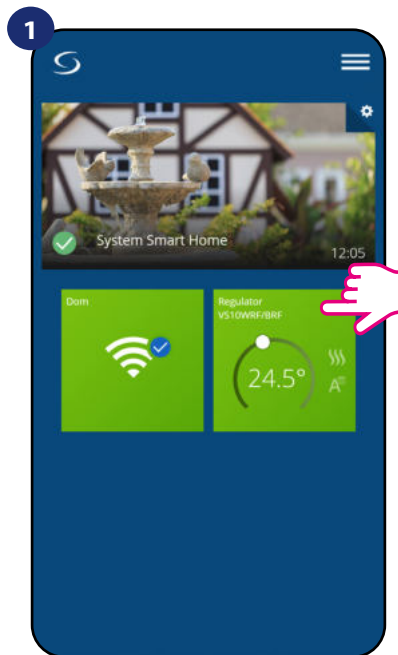 1
System Smart Home
12:05
Dom
Regulator
VS10WRF/BRF
24.5°
A